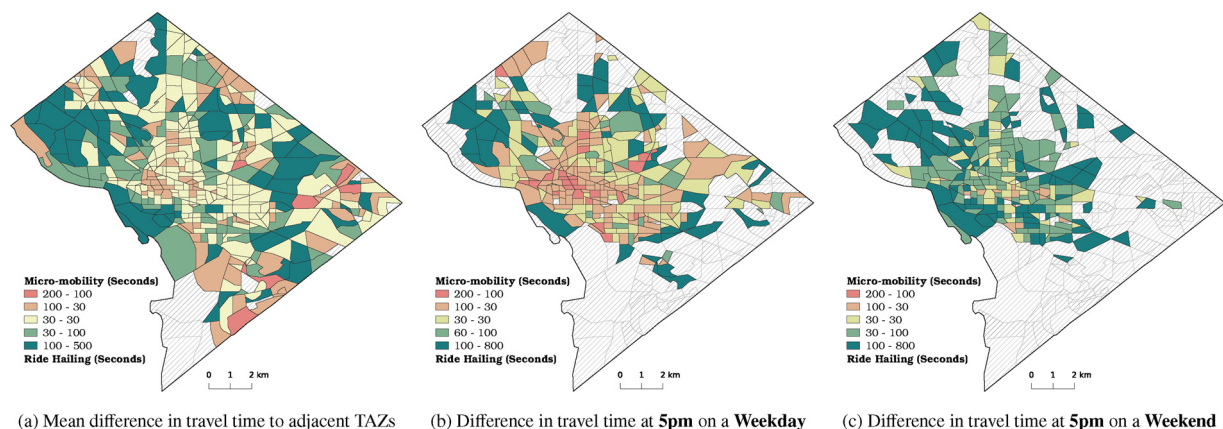 Micro-mobility (Seconds)
200 - 100
100 - 30
30 - 30
30 - 100
100 - 500
Ride Hailing (Seconds)
0 1 2 km
(a) Mean difference in travel time to adjacent TAZs
Micro-mobility (Seconds)
200 - 100
100 - 30
30 - 30
60 - 100
100 - 800
Ride Hailing (Seconds)
0 1 2 km
(b) Difference in travel time at 5pm on a Weekday
Micro-mobility (Seconds)
200 - 100
100 - 30
30 - 30
30 - 100
100 - 800
Ride Hailing (Seconds)
0 1 2 km
(c) Difference in travel time at 5pm on a Weekend